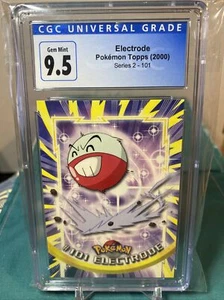 CGC UNIVERSAL GRADE
Gem Mint
9.5
Electrode
Pokémon Topps (2000)
Series 2 - 101
POKéMON
#101 ELECTRODE